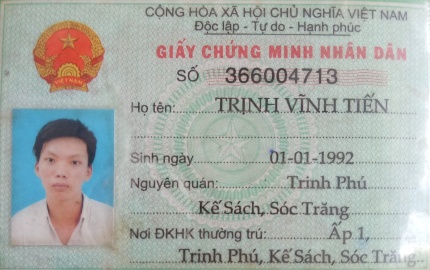 CỘNG HÒA XÃ HỘI CHỦ NGHĨA VIỆT NAM
Độc lập - Tự do - Hạnh phúc
GIẤY CHỨNG MINH NHÂN DÂN
SỐ 366004713
Họ tên: TRỊNH VĨNH TIẾN
Sinh ngày 01-01-1992
Nguyên quán: Trinh Phú
Kế Sách, Sóc Trăng
Nơi ĐKHK thường trú: Ấp 1,
Trinh Phú, Kế Sách, Sóc Trăng
VIỆT NAM